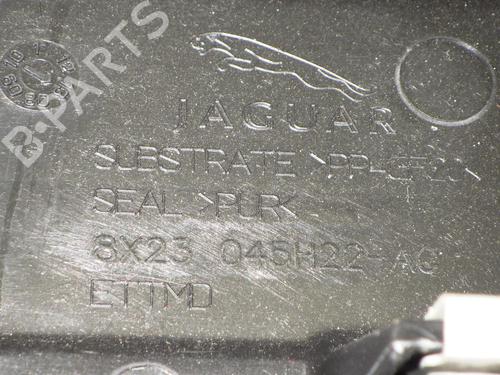 JAGUAR
SUBSTRATE >PP-GF20<
SEAL >PUR<
8X23 045H22-AC
ETTMD
B-PARTS